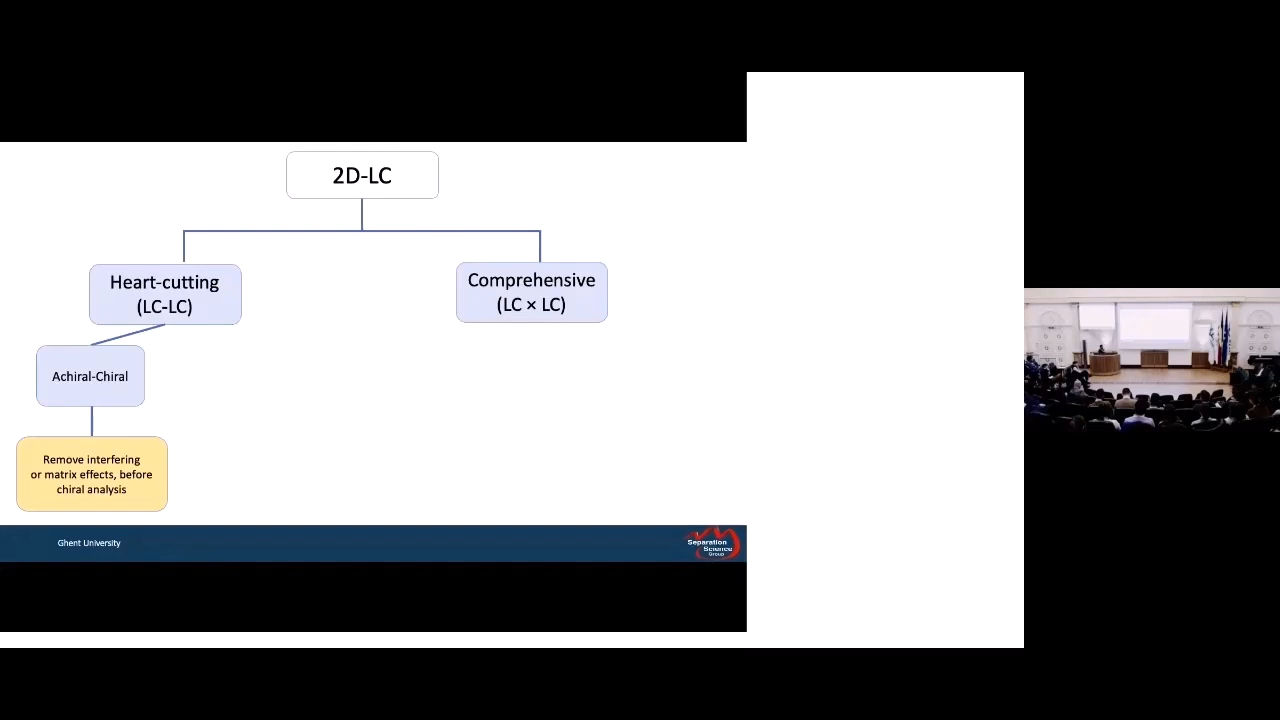 2D-LC
Heart-cutting
(LC-LC)
Comprehensive
(LC × LC)
Achiral-Chiral
Remove interfering
or matrix effects, before
chiral analysis
Ghent University
Separation
Science
Group